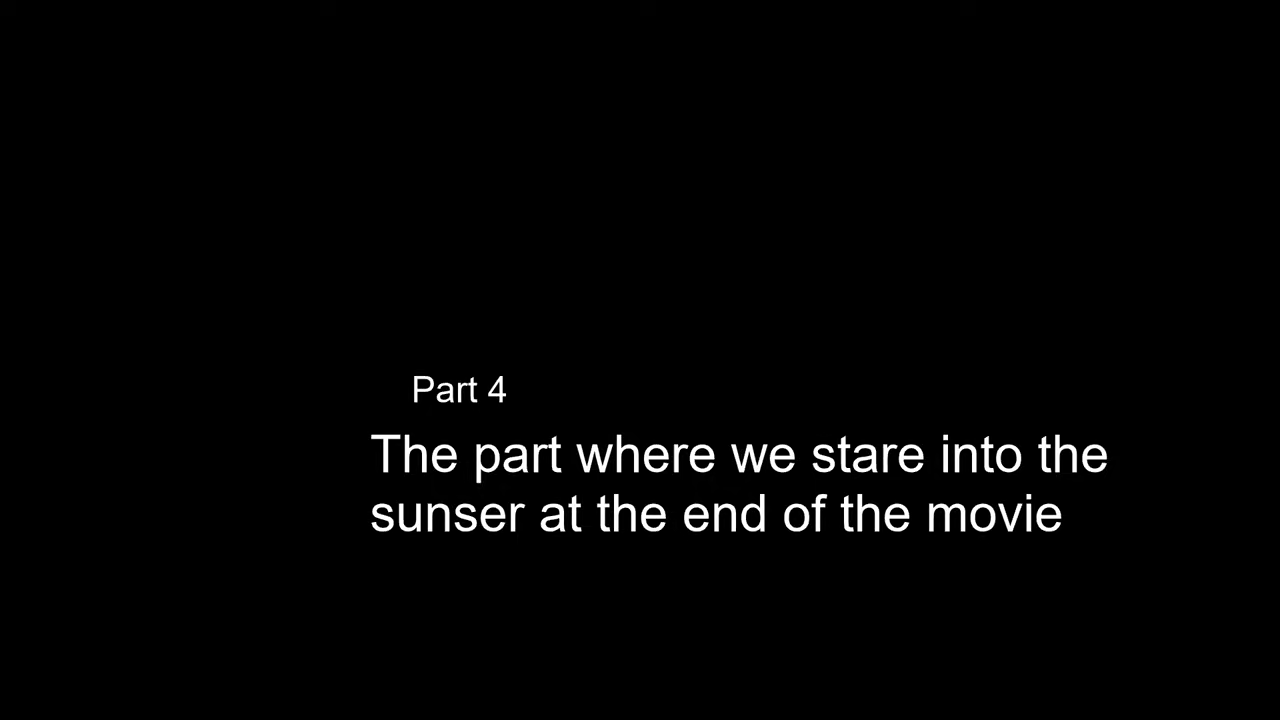 Part 4
The part where we stare into the
sunser at the end of the movie